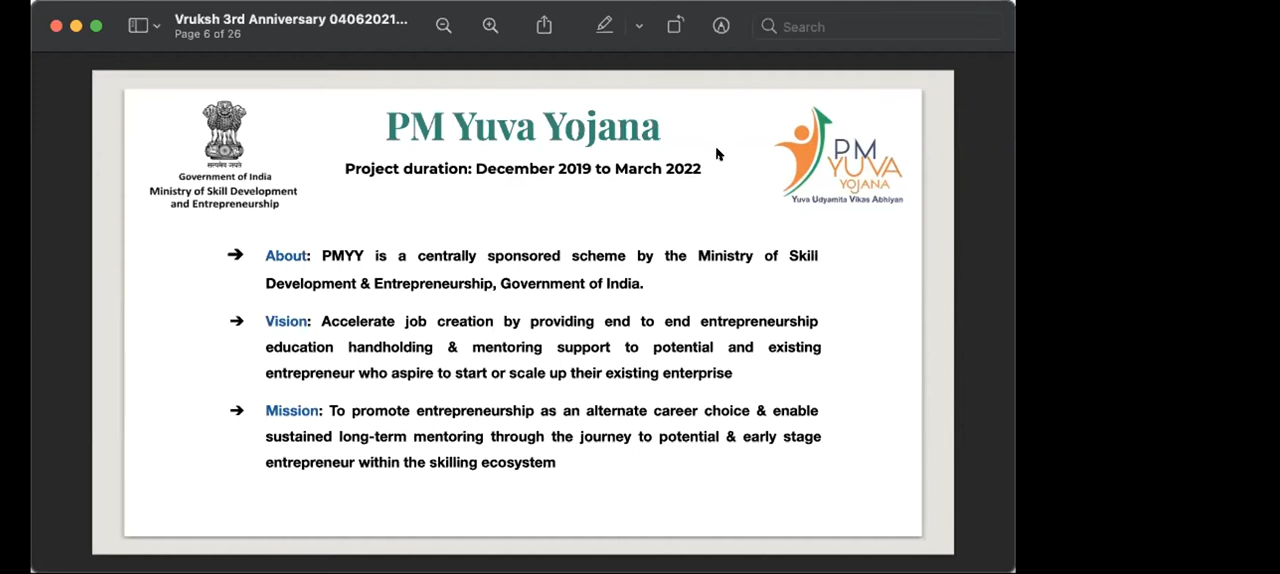 Vruksh 3rd Anniversary 04062021...
Page 6 of 26
Search
PM Yuva Yojana
Project duration: December 2019 to March 2022
सत्यमेव जयते
Government of India
Ministry of Skill Development
and Entrepreneurship
PM
YUVA
YOJANA
Yuva Udyamita Vikas Abhiyan
➔ About: PMYY is a centrally sponsored scheme by the Ministry of Skill
Development & Entrepreneurship, Government of India.
➔ Vision: Accelerate job creation by providing end to end entrepreneurship
education handholding & mentoring support to potential and existing
entrepreneur who aspire to start or scale up their existing enterprise
➔ Mission: To promote entrepreneurship as an alternate career choice & enable
sustained long-term mentoring through the journey to potential & early stage
entrepreneur within the skilling ecosystem